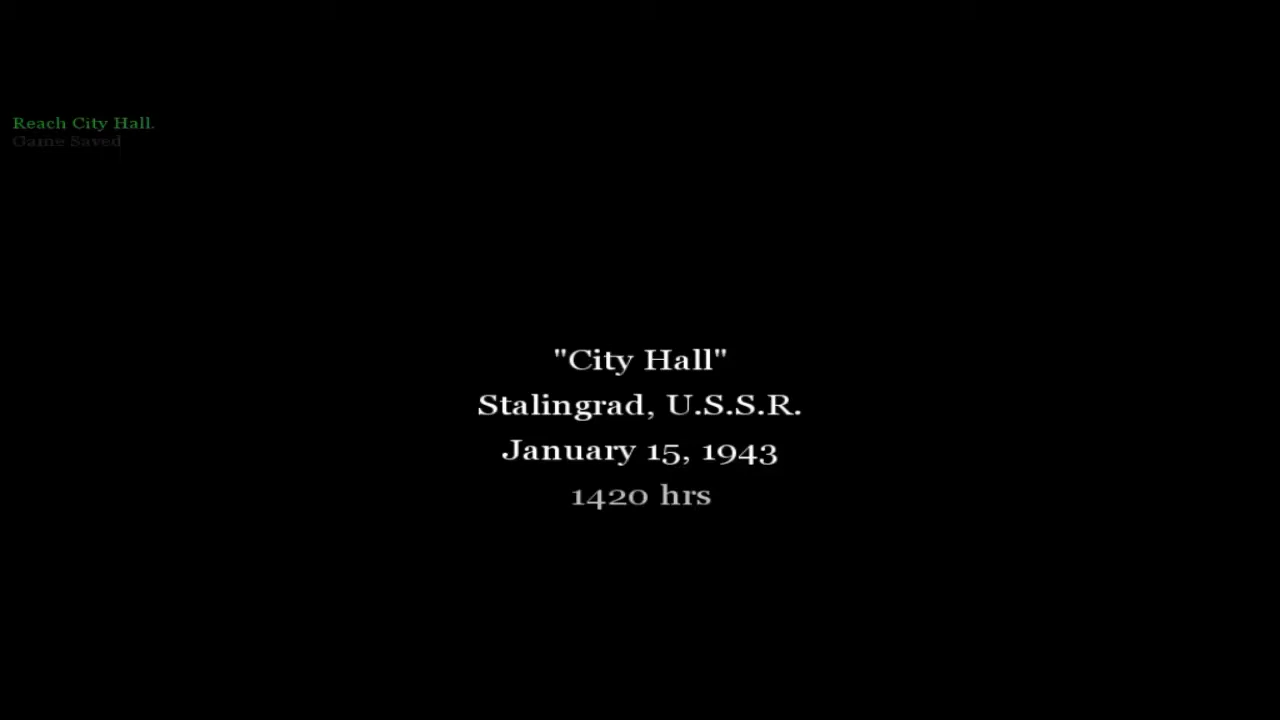 Reach City Hall.
Game Saved
"City Hall"
Stalingrad, U.S.S.R.
January 15, 1943
1420 hrs